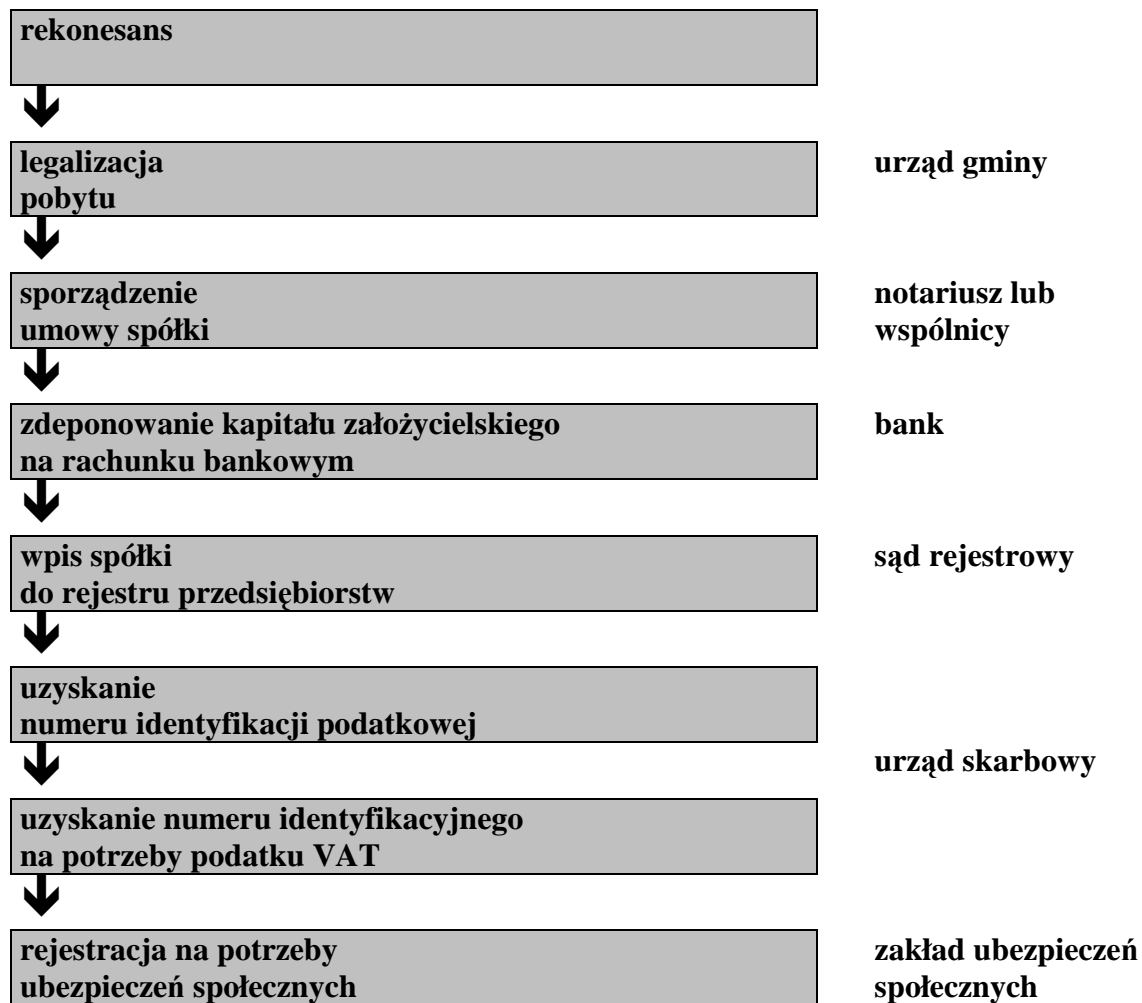 rekonesans
legalizacja
pobytu
urząd gminy
sporządzenie
umowy spółki
notariusz lub
wspólnicy
zdeponowanie kapitału założycielskiego
na rachunku bankowym
bank
wpis spółki
do rejestru przedsiębiorstw
sąd rejestrowy
uzyskanie
numeru identyfikacji podatkowej
urząd skarbowy
uzyskanie numeru identyfikacyjnego
na potrzeby podatku VAT
rejestracja na potrzeby
ubezpieczeń społecznych
zakład ubezpieczeń
społecznych